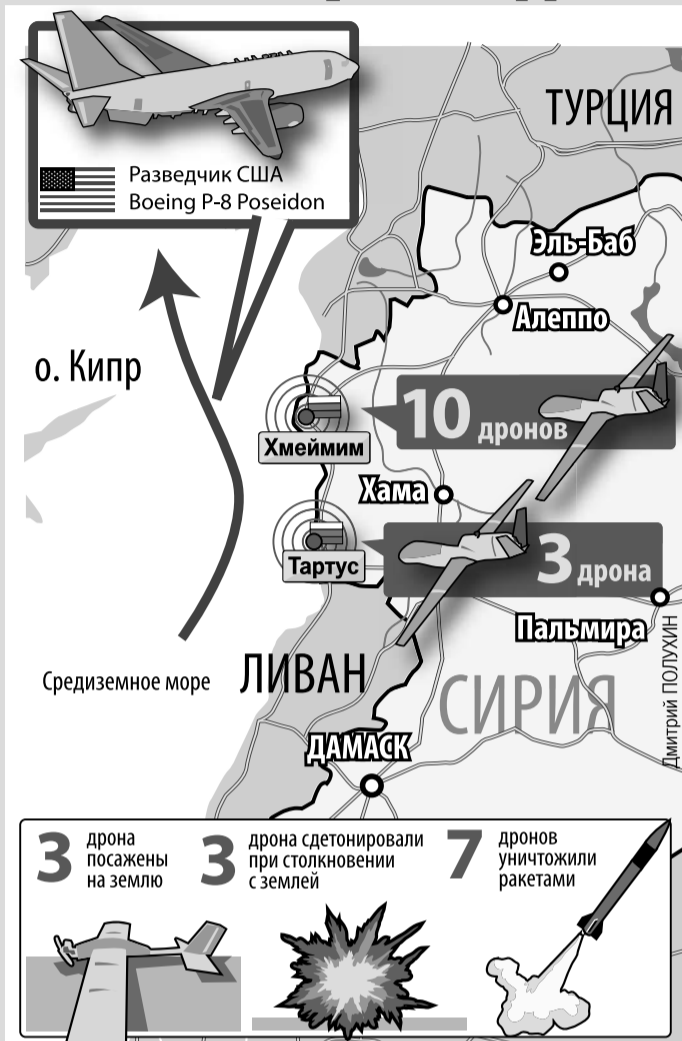 Разведчик США
Boeing P-8 Poseidon
ТУРЦИЯ
Эль-Баб
Алеппо
о. Кипр
10 дронов
Хмеймим
Хама
3 дрона
Тартус
Пальмира
Средиземное море
ЛИВАН
СИРИЯ
Дмитрий ПОЛУХИН
ДАМАСК
3 дрона
посажены
на землю
3 дрона сдетонировали
при столкновении
с землей
7 дронов
уничтожили
ракетами